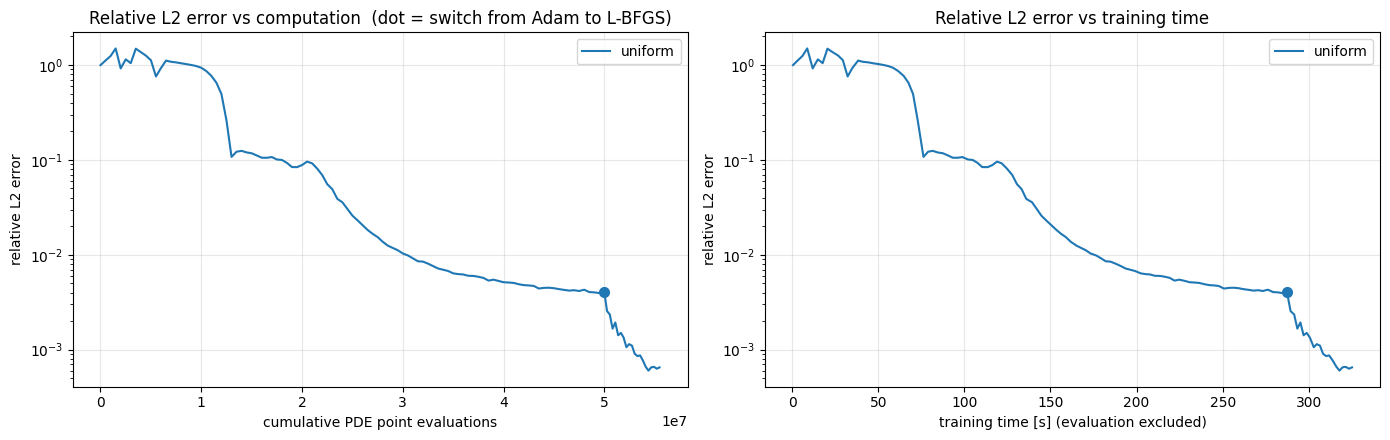 Relative L2 error vs computation  (dot = switch from Adam to L-BFGS)
uniform
relative L2 error
10^0
10^-1
10^-2
10^-3
0 1 2 3 4 5
1e7
cumulative PDE point evaluations
Relative L2 error vs training time
uniform
relative L2 error
10^0
10^-1
10^-2
10^-3
0 50 100 150 200 250 300
training time [s] (evaluation excluded)